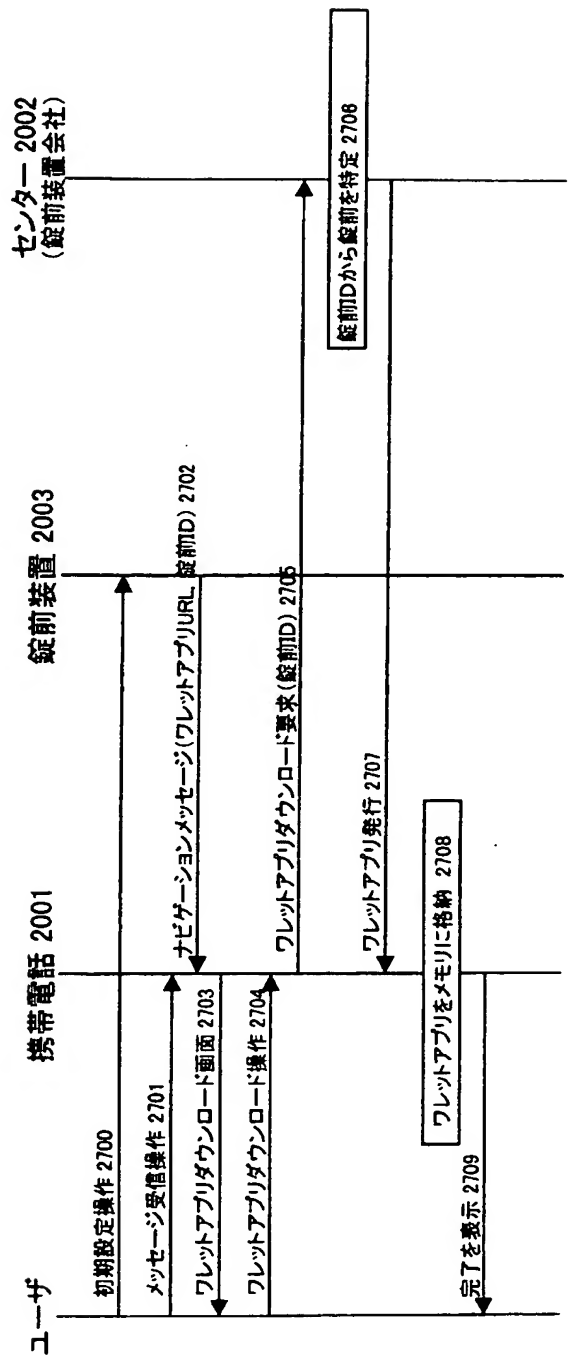 ユーザ
携帯電話 2001
錠前装置 2003
センター 2002
(錠前装置会社)
初期設定操作 2700
メッセージ受信操作 2701
ナビゲーションメッセージ(ワレットアプリURL, 錠前ID) 2702
ワレットアプリダウンロード画面 2703
ワレットアプリダウンロード操作 2704
ワレットアプリダウンロード要求(錠前ID) 2705
錠前IDから錠前を特定 2706
ワレットアプリ発行 2707
ワレットアプリをメモリに格納 2708
完了を表示 2709